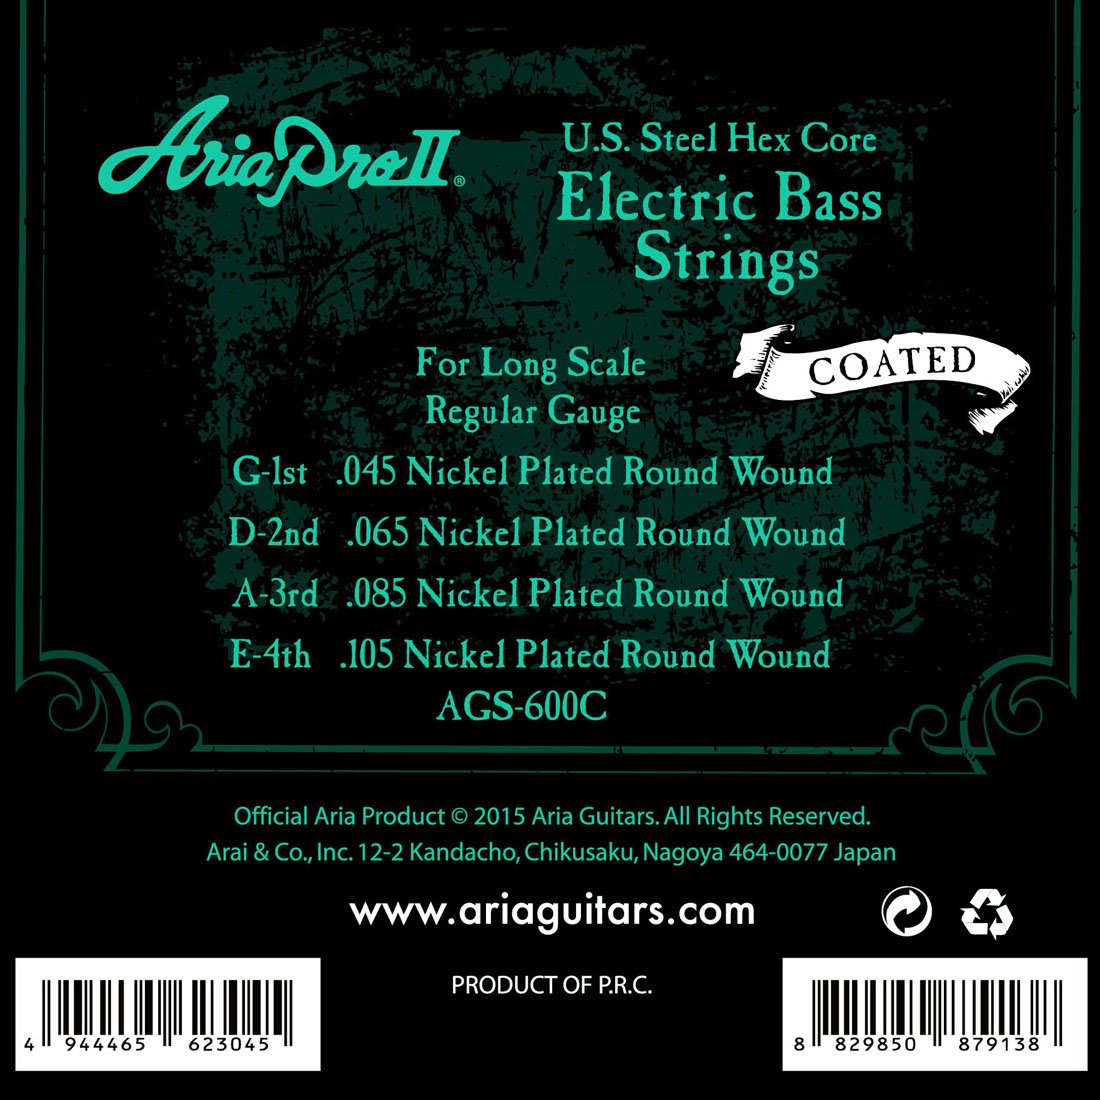 Aria Pro II®
U.S. Steel Hex Core
Electric Bass
Strings
COATED
For Long Scale
Regular Gauge
G-1st .045 Nickel Plated Round Wound
D-2nd .065 Nickel Plated Round Wound
A-3rd .085 Nickel Plated Round Wound
E-4th .105 Nickel Plated Round Wound
AGS-600C
Official Aria Product © 2015 Aria Guitars. All Rights Reserved.
Arai & Co., Inc. 12-2 Kandacho, Chikusaku, Nagoya 464-0077 Japan
www.ariaguitars.com
PRODUCT OF P.R.C.
4 944465 623045
8 829850 879138